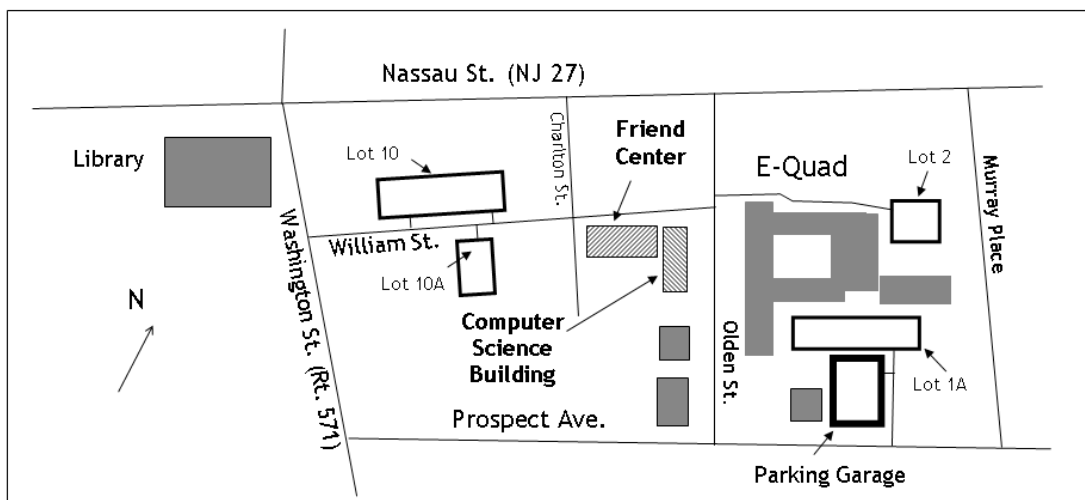 Nassau St. (NJ 27)
Library
Lot 10
Charlton St.
Friend
Center
E-Quad
Lot 2
Murray Place
Washington St. (Rt. 571)
William St.
Lot 10A
N
Computer
Science
Building
Olden St.
Lot 1A
Prospect Ave.
Parking Garage